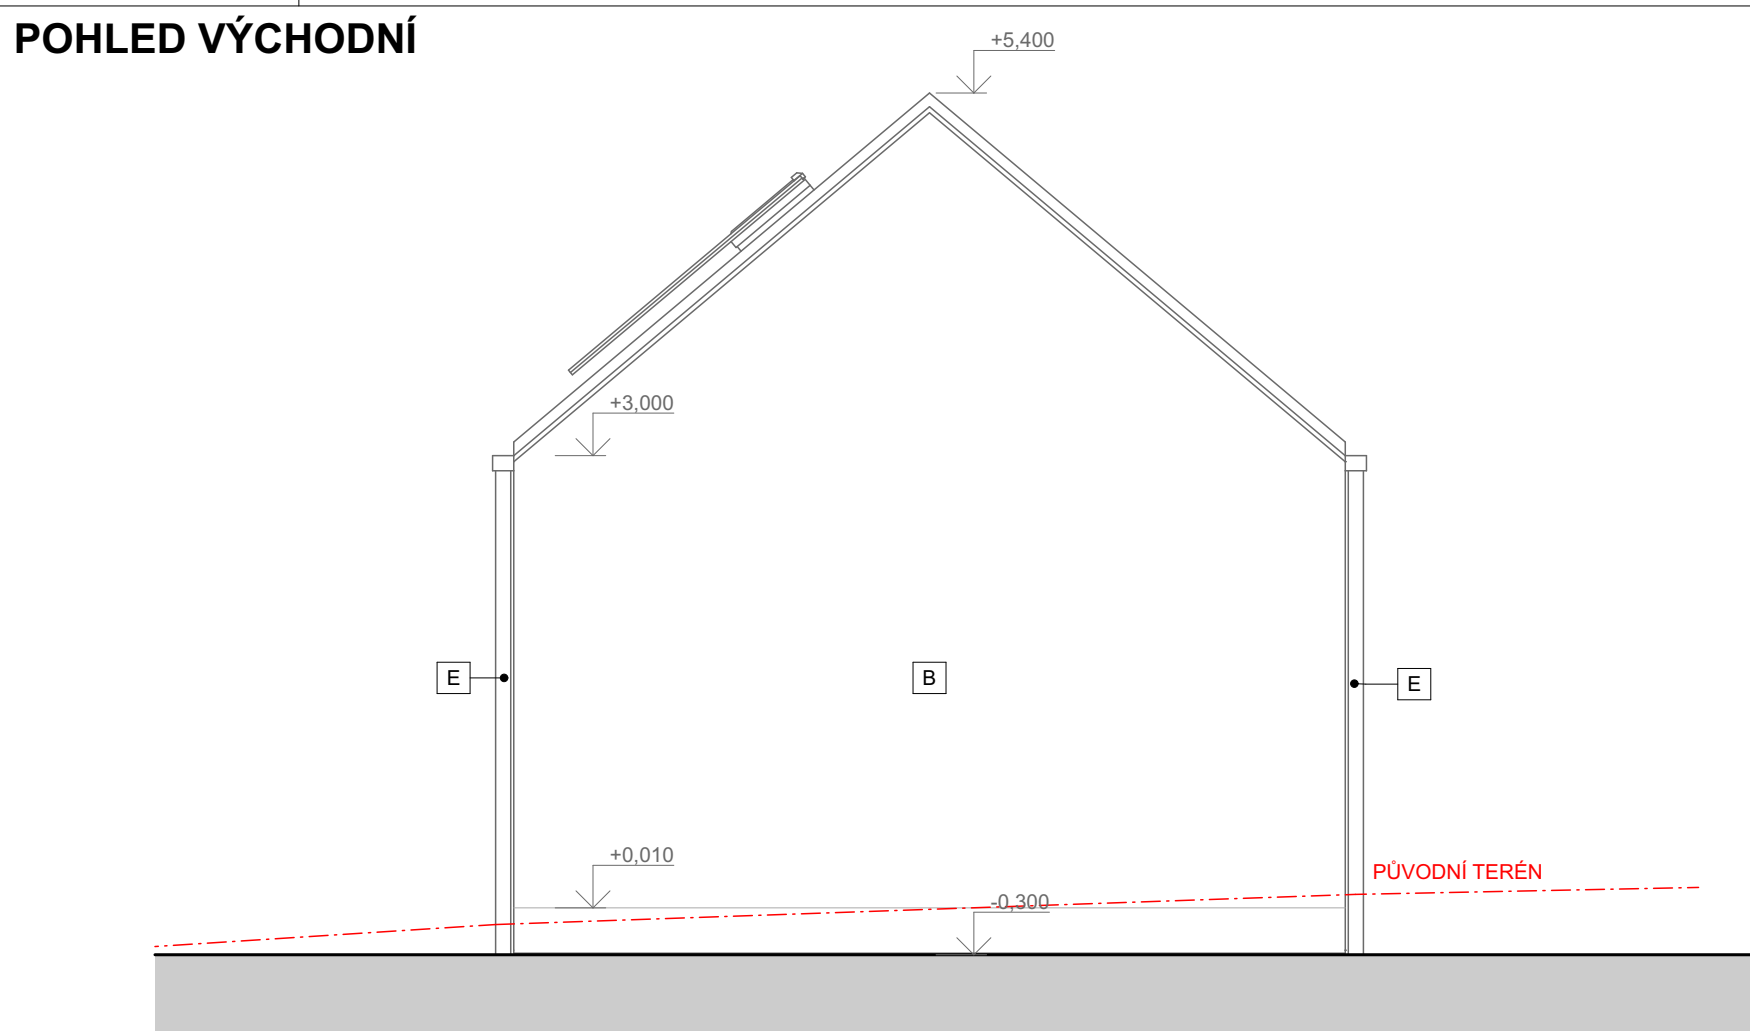 POHLED VÝCHODNÍ
+5,400
+3,000
E
B
E
+0,010
PŮVODNÍ TERÉN
-0,300